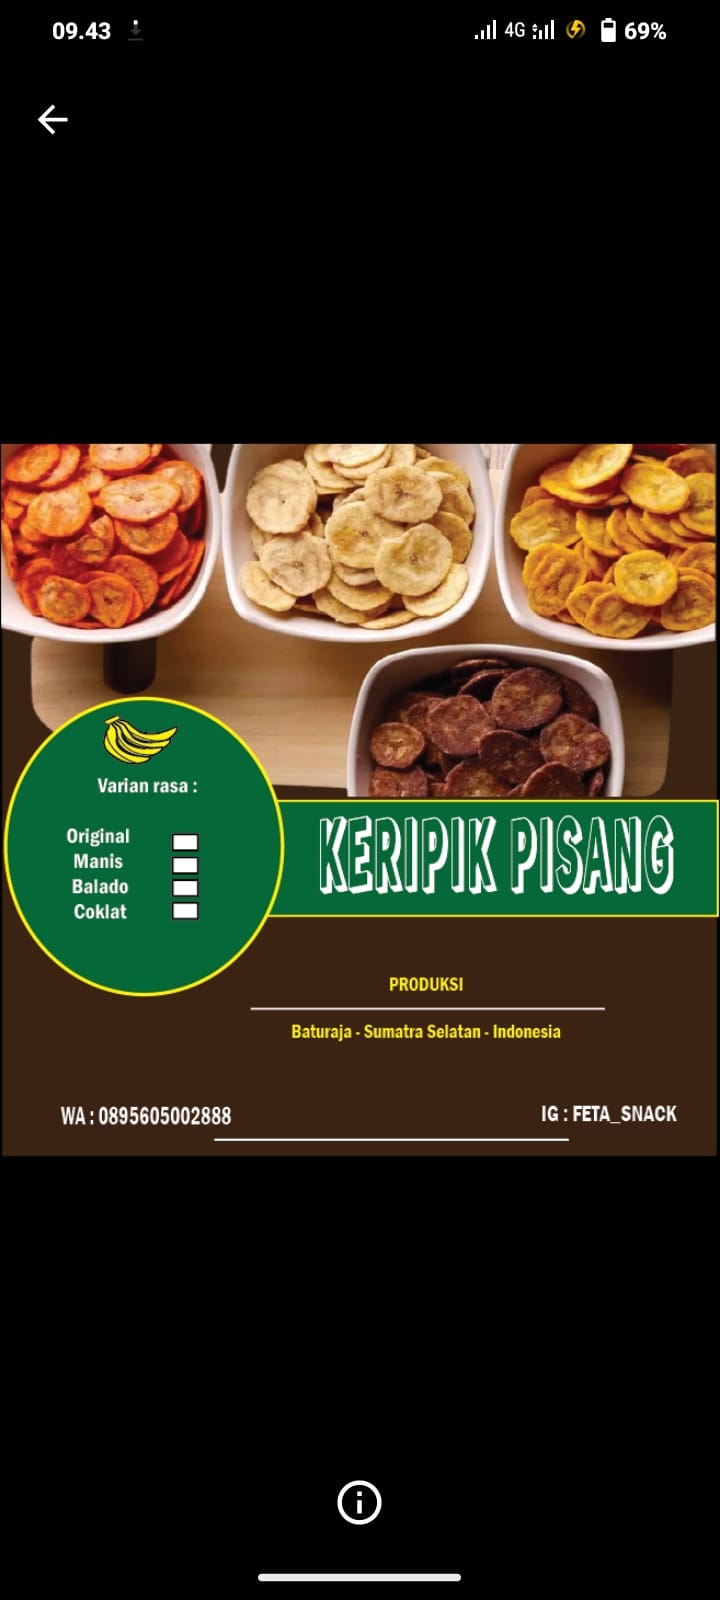 09.43
4G
69%
Varian rasa :
Original
Manis
Balado
Coklat
KERIPIK PISANG
PRODUKSI
Baturaja - Sumatra Selatan - Indonesia
WA : 0895605002888
IG : FETA_SNACK